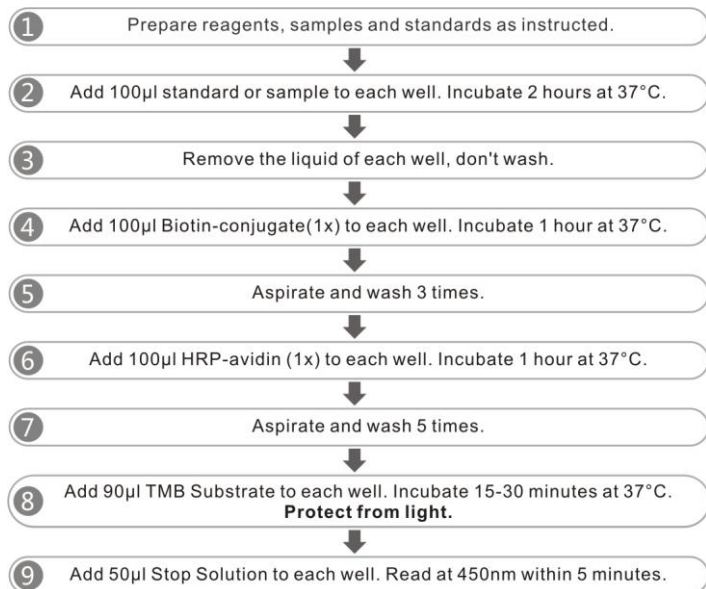 1 Prepare reagents, samples and standards as instructed.
2 Add 100µl standard or sample to each well. Incubate 2 hours at 37°C.
3 Remove the liquid of each well, don't wash.
4 Add 100µl Biotin-conjugate(1x) to each well. Incubate 1 hour at 37°C.
5 Aspirate and wash 3 times.
6 Add 100µl HRP-avidin (1x) to each well. Incubate 1 hour at 37°C.
7 Aspirate and wash 5 times.
8 Add 90µl TMB Substrate to each well. Incubate 15-30 minutes at 37°C.
Protect from light.
9 Add 50µl Stop Solution to each well. Read at 450nm within 5 minutes.